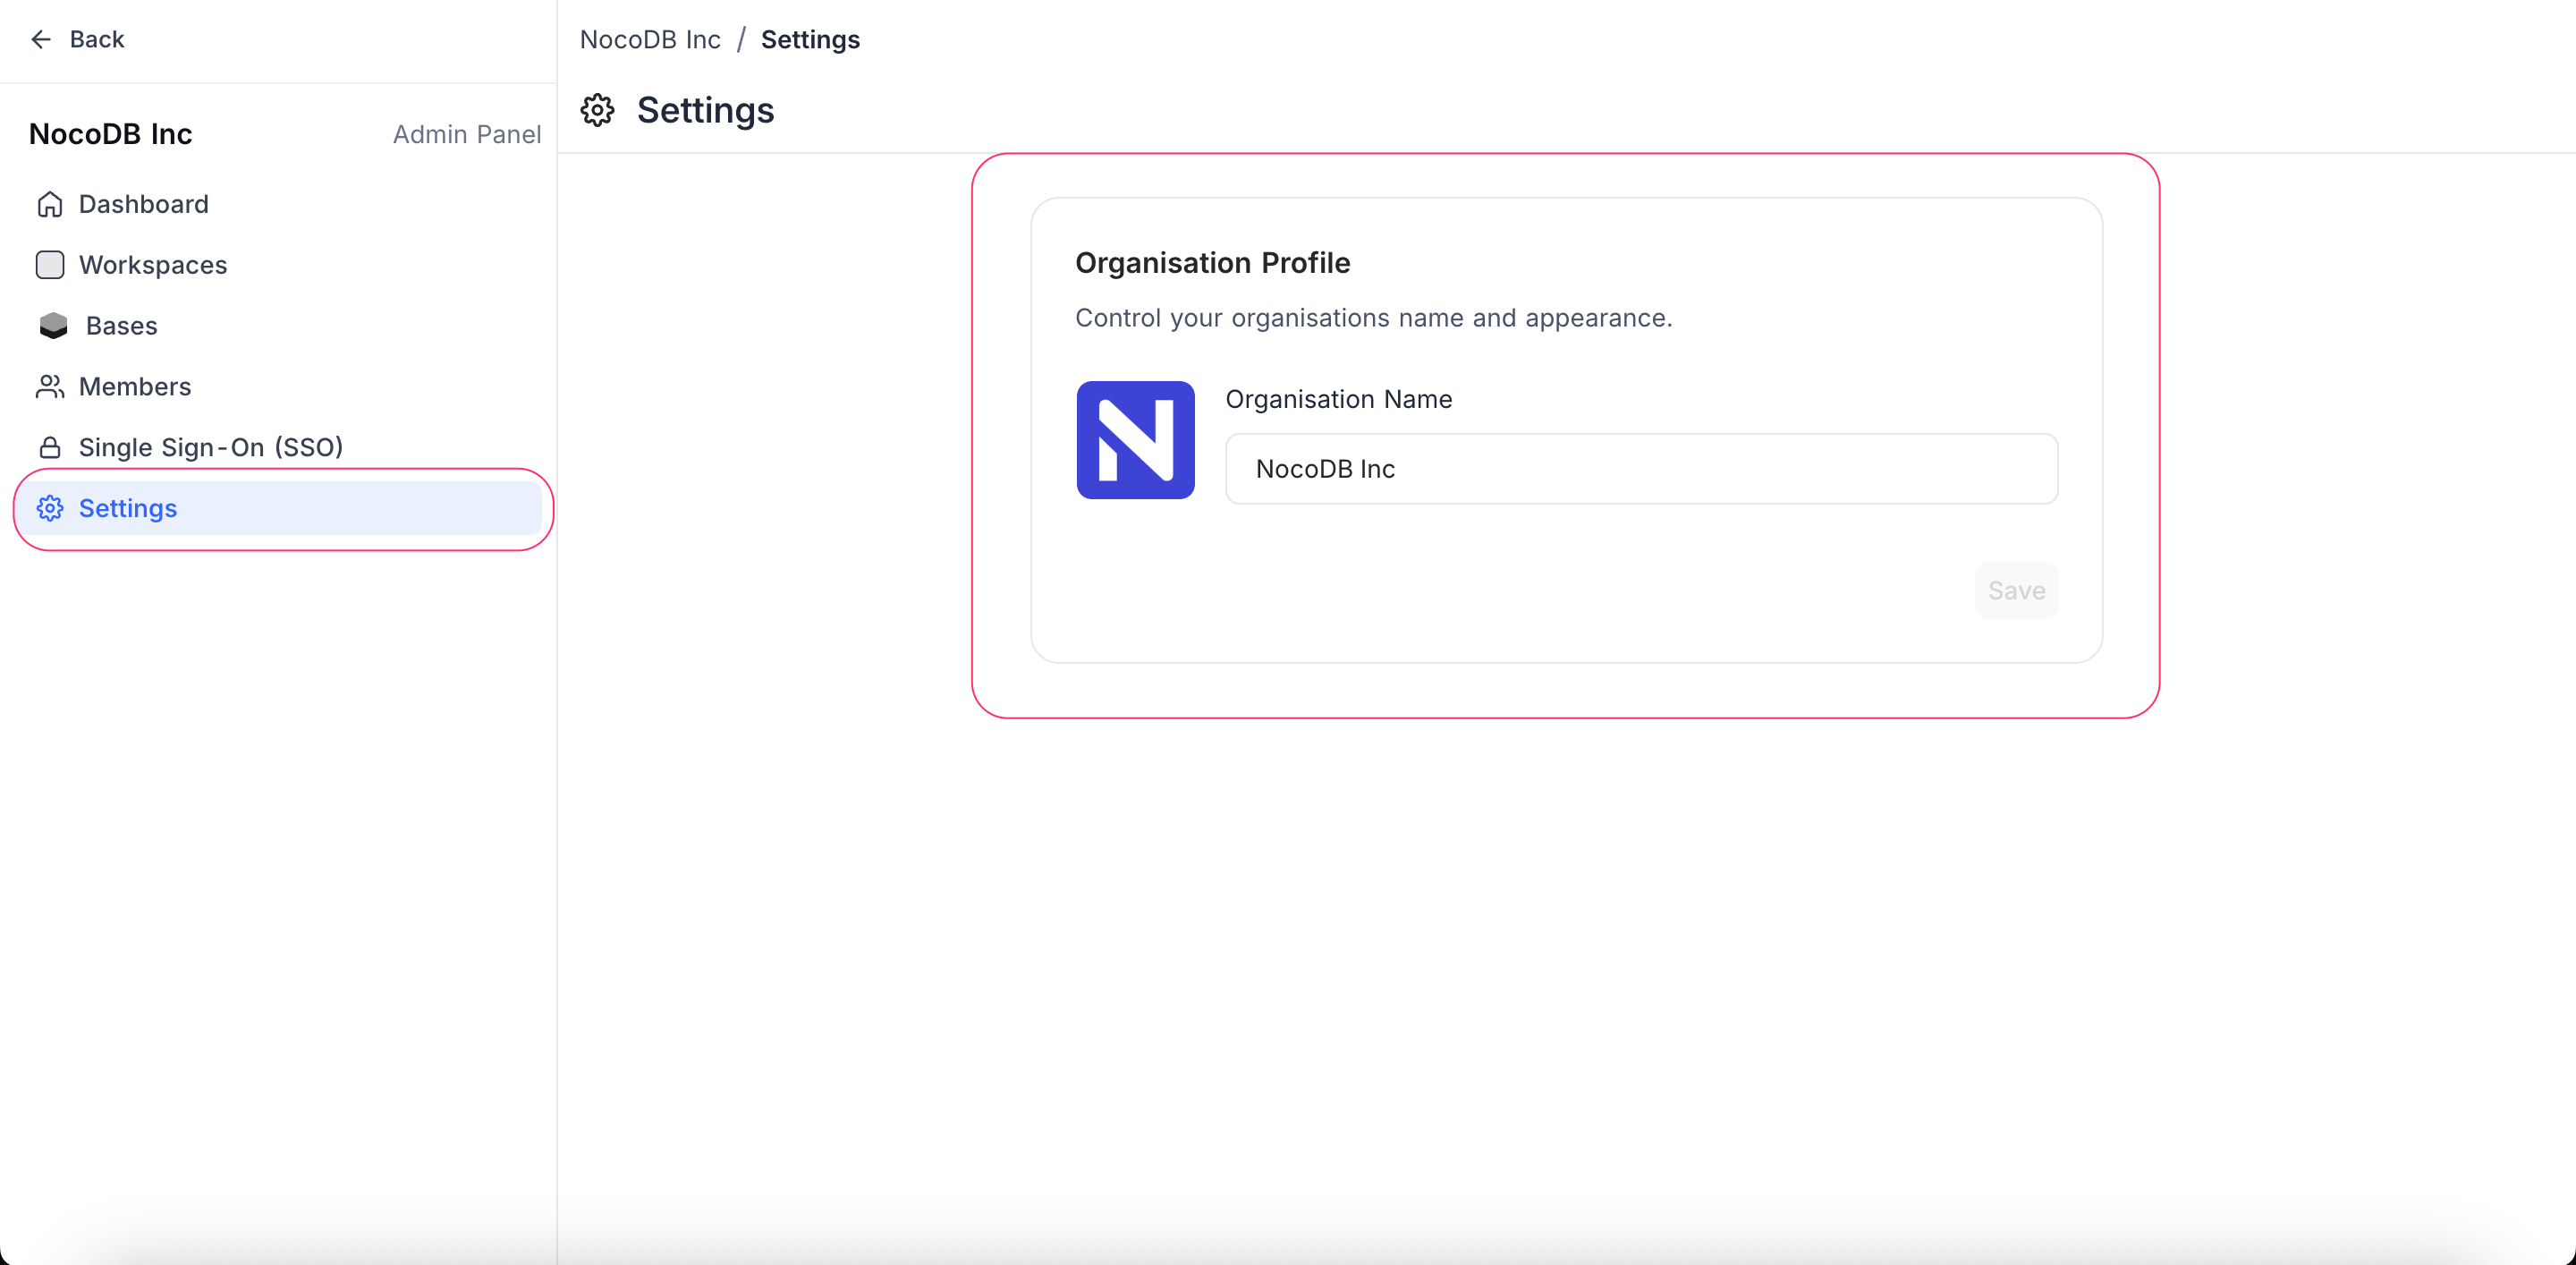 Back
NocoDB Inc
Admin Panel
Dashboard
Workspaces
Bases
Members
Single Sign-On (SSO)
Settings
NocoDB Inc / Settings
Settings
Organisation Profile
Control your organisations name and appearance.
Organisation Name
NocoDB Inc
Save